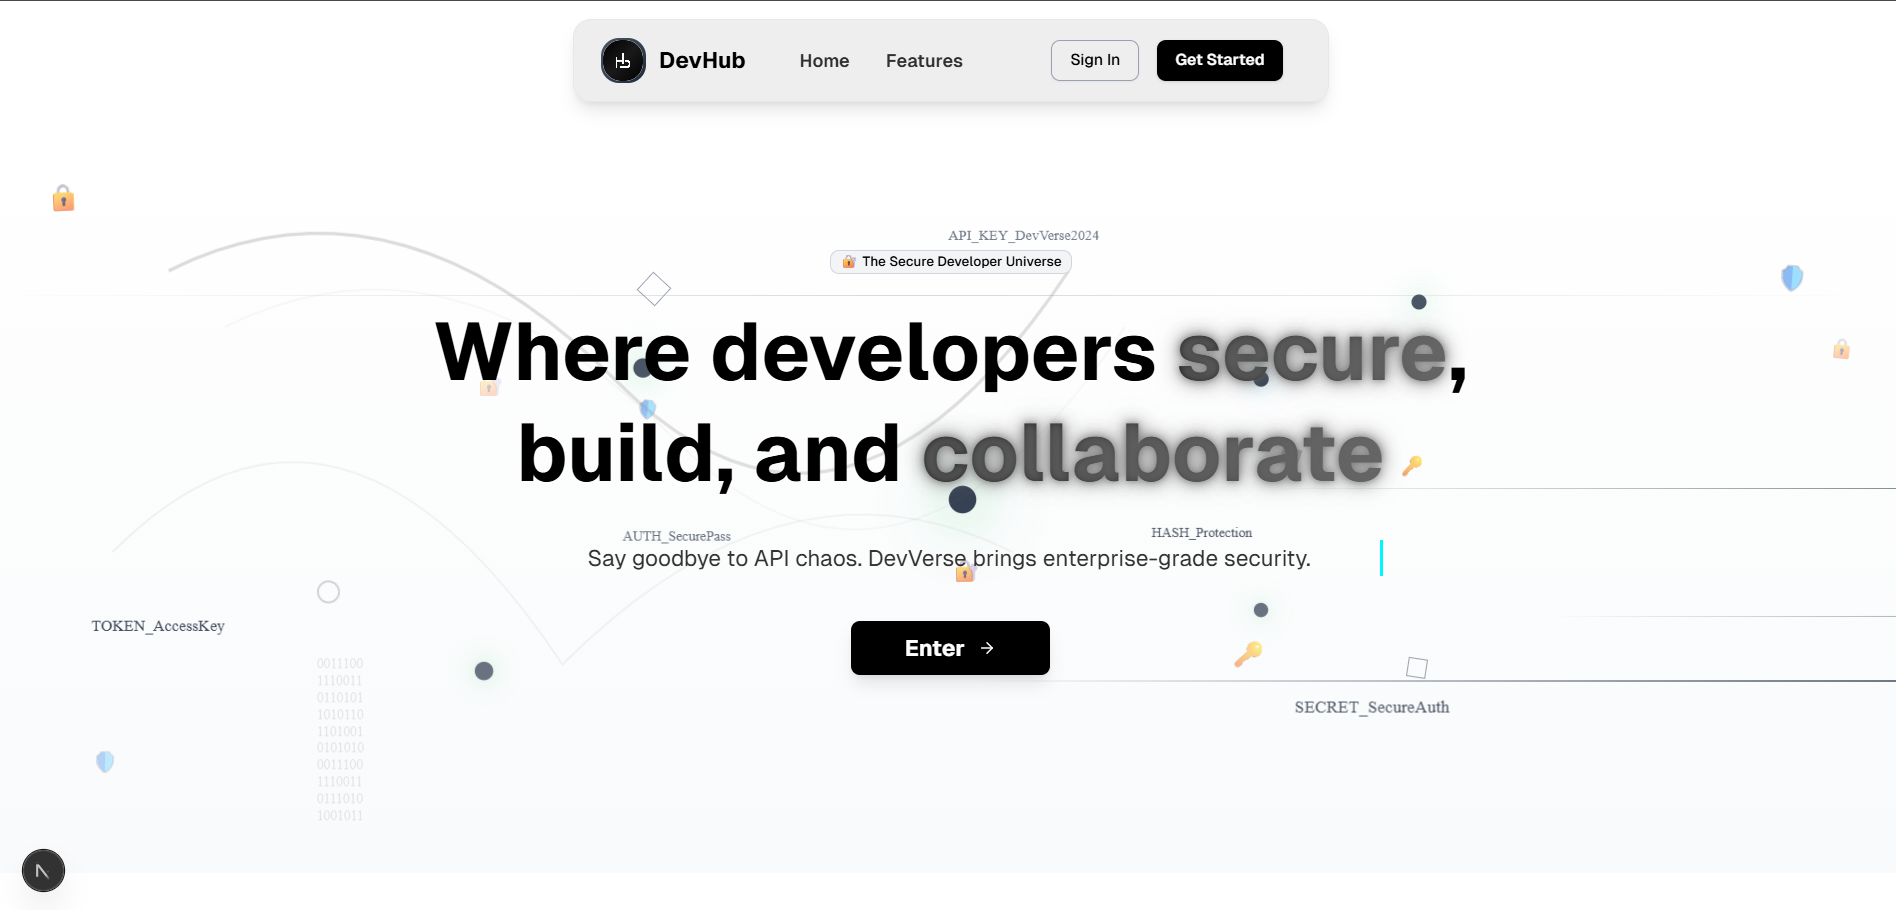 DevHub Home Features Sign In Get Started
API_KEY_DevVerse2024
The Secure Developer Universe
Where developers secure,
build, and collaborate
AUTH_SecurePass
HASH_Protection
Say goodbye to API chaos. DevVerse brings enterprise-grade security.
TOKEN_AccessKey
Enter
0011100
1110011
0110101
1010110
1101001
0101010
0011100
1110011
0111010
1001011
SECRET_SecureAuth
N